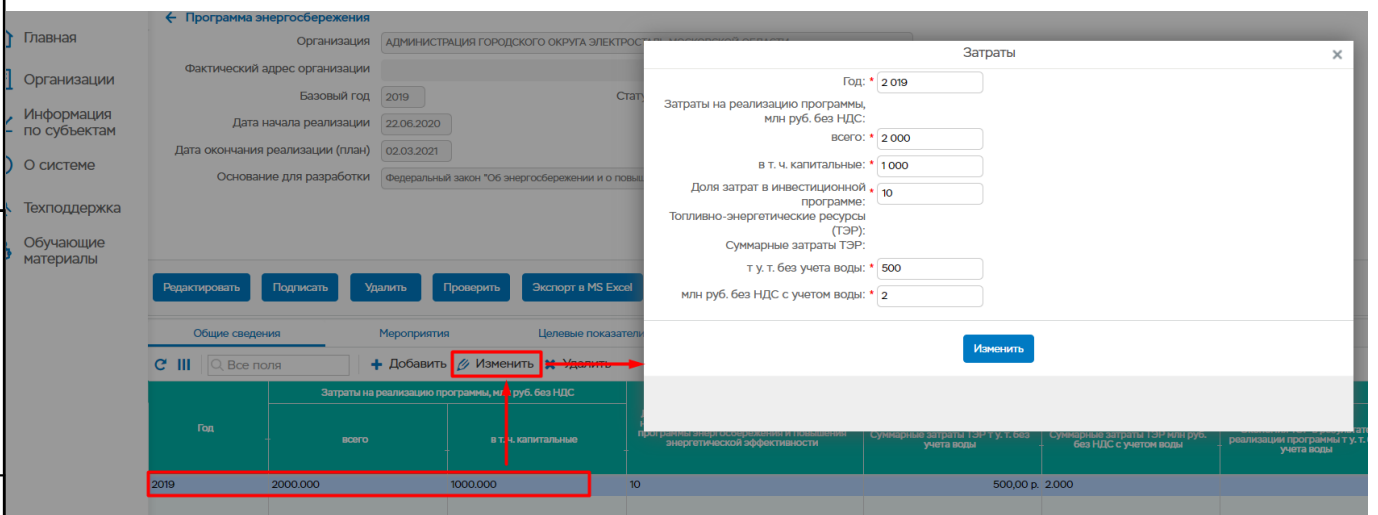 Программа энергосбережения
Главная
Организации
Информация
по субъектам
О системе
Техподдержка
Обучающие
материалы
Организация АДМИНИСТРАЦИЯ ГОРОДСКОГО ОКРУГА
Фактический адрес организации
Базовый год 2019
Дата начала реализации 22.06.2020
Дата окончания реализации (план) 02.03.2021
Основание для разработки Федеральный закон "Об энергосбережении и о
Редактировать Подписать Удалить Проверить Экспорт в MS Excel
Общие сведения Мероприятия Целевые показатели
Все поля Добавить Изменить Удалить
Затраты на реализацию программы, млн руб. без НДС
Год
всего
в т. ч. капитальные
программы энергосбережения и повышения
энергетической эффективности
Суммарные затраты ТЭР т у. т. без
учета воды
Суммарные затраты ТЭР млн руб.
без НДС с учетом воды
реализации программы т у. т.
учета воды
2019 2000.000 1000.000 10 500,00 р. 2.000
Затраты
Год: * 2 019
Затраты на реализацию программы,
млн руб. без НДС:
всего: * 2 000
в т. ч. капитальные: * 1 000
Доля затрат в инвестиционной
программе: * 10
Топливно-энергетические ресурсы
(ТЭР):
Суммарные затраты ТЭР:
т у. т. без учета воды: * 500
млн руб. без НДС с учетом воды: * 2
Изменить